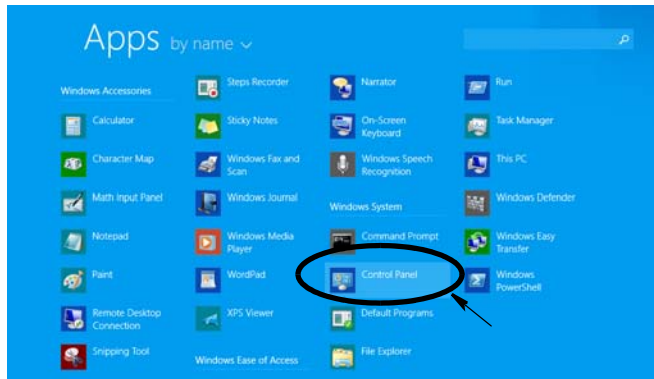 Apps by name
Windows Accessories
Calculator
Character Map
Math Input Panel
Notepad
Paint
Remote Desktop
Connection
Snipping Tool
Steps Recorder
Sticky Notes
Windows Fax and
Scan
Windows Journal
Windows Media
Player
WordPad
XPS Viewer
Windows Ease of Access
Narrator
On-Screen
Keyboard
Windows Speech
Recognition
Windows System
Command Prompt
Control Panel
Default Programs
File Explorer
Run
Task Manager
This PC
Windows Defender
Windows Easy
Transfer
Windows
PowerShell